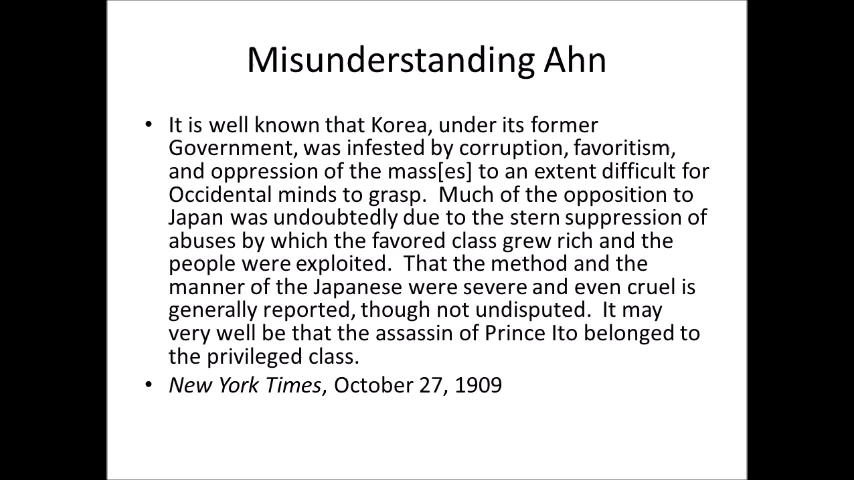 Misunderstanding Ahn
• It is well known that Korea, under its former
Government, was infested by corruption, favoritism,
and oppression of the mass[es] to an extent difficult for
Occidental minds to grasp.  Much of the opposition to
Japan was undoubtedly due to the stern suppression of
abuses by which the favored class grew rich and the
people were exploited.  That the method and the
manner of the Japanese were severe and even cruel is
generally reported, though not undisputed.  It may
very well be that the assassin of Prince Ito belonged to
the privileged class.
• New York Times, October 27, 1909